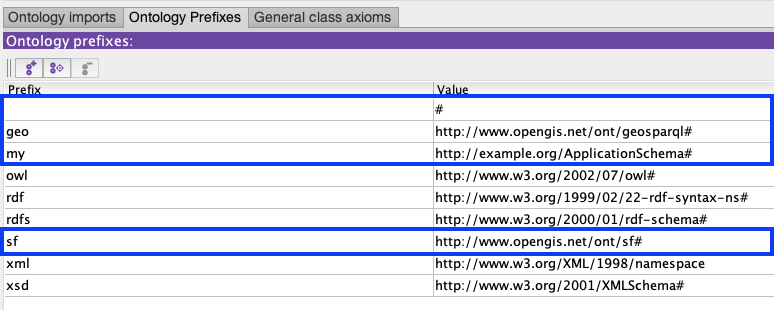 Ontology imports Ontology Prefixes General class axioms
Ontology prefixes:
Prefix Value
#
geo http://www.opengis.net/ont/geosparql#
my http://example.org/ApplicationSchema#
owl http://www.w3.org/2002/07/owl#
rdf http://www.w3.org/1999/02/22-rdf-syntax-ns#
rdfs http://www.w3.org/2000/01/rdf-schema#
sf http://www.opengis.net/ont/sf#
xml http://www.w3.org/XML/1998/namespace
xsd http://www.w3.org/2001/XMLSchema#